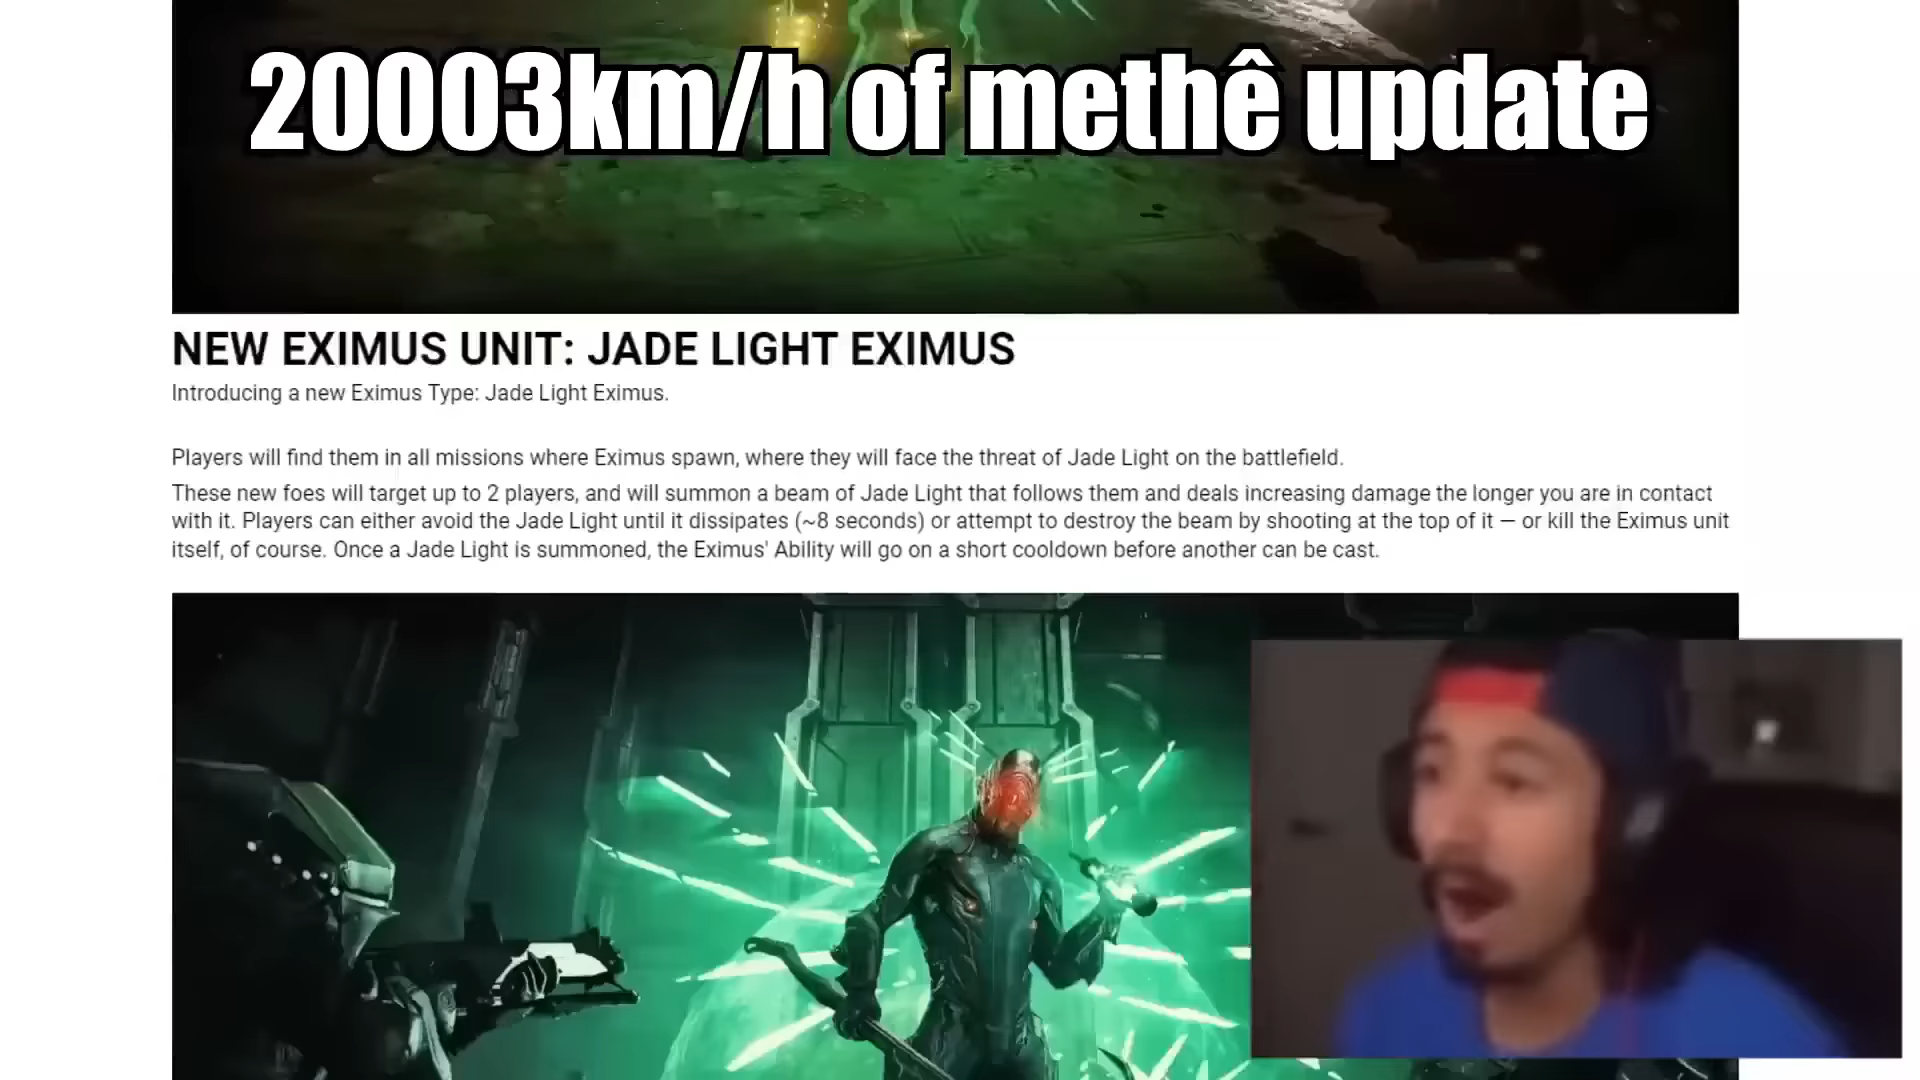 20003km/h of methê update
NEW EXIMUS UNIT: JADE LIGHT EXIMUS
Introducing a new Eximus Type: Jade Light Eximus.
Players will find them in all missions where Eximus spawn, where they will face the threat of Jade Light on the battlefield.
These new foes will target up to 2 players, and will summon a beam of Jade Light that follows them and deals increasing damage the longer you are in contact
with it. Players can either avoid the Jade Light until it dissipates (~8 seconds) or attempt to destroy the beam by shooting at the top of it — or kill the Eximus unit
itself, of course. Once a Jade Light is summoned, the Eximus' Ability will go on a short cooldown before another can be cast.